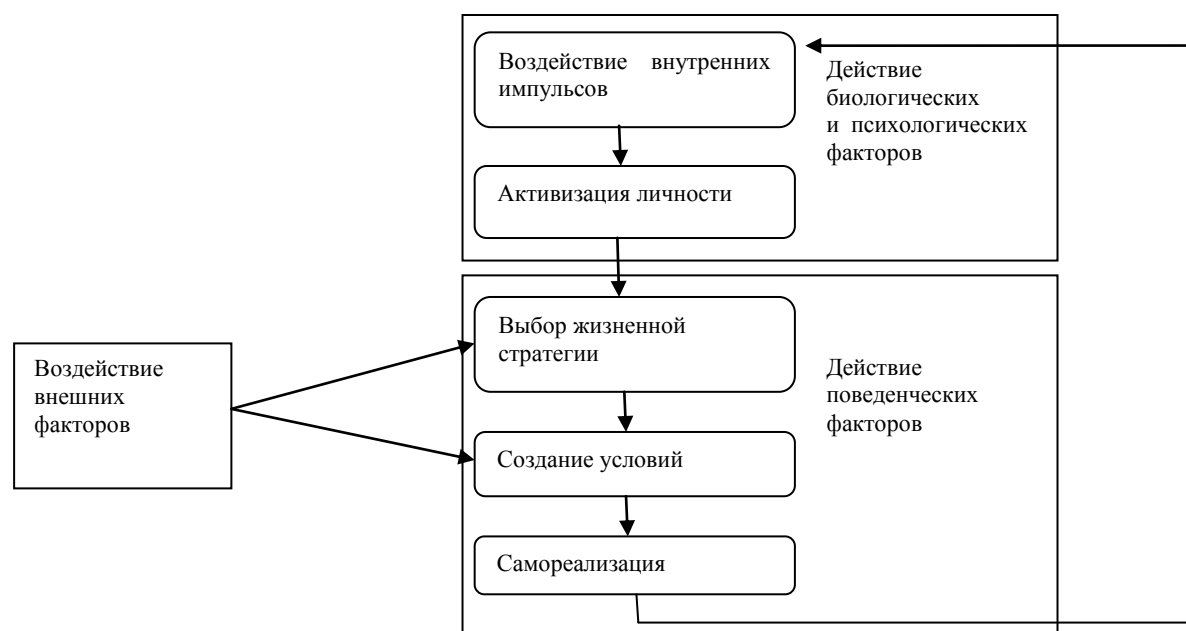 Воздействие внутренних
импульсов
Действие
биологических
и психологических
факторов
Активизация личности
Выбор жизненной
стратегии
Воздействие
внешних
факторов
Действие
поведенческих
факторов
Создание условий
Самореализация